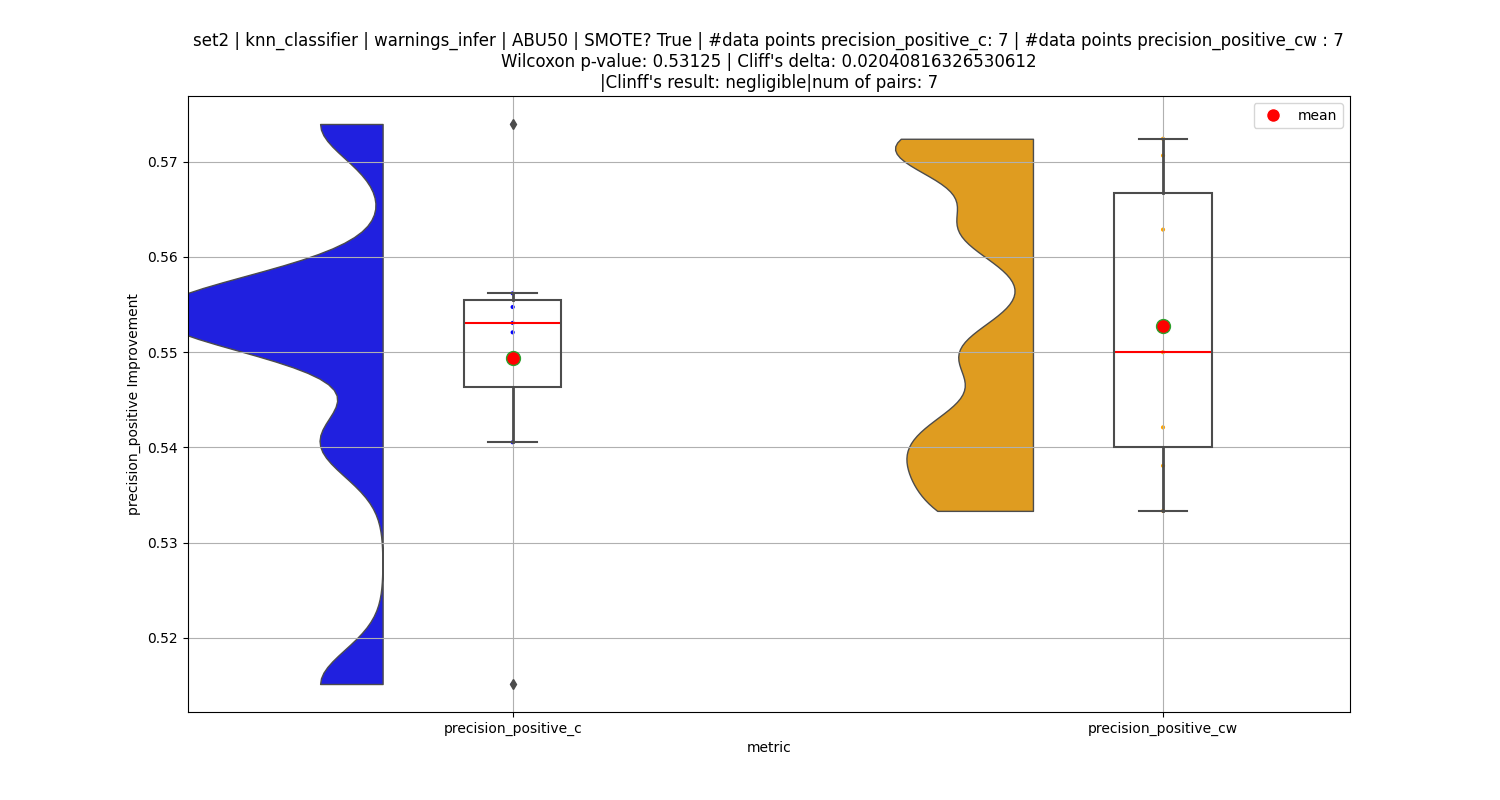 set2 | knn_classifier | warnings_infer | ABU50 | SMOTE? True | #data points precision_positive_c: 7 | #data points precision_positive_cw : 7
Wilcoxon p-value: 0.53125 | Cliff's delta: 0.02040816326530612
|Clinff's result: negligible|num of pairs: 7
mean
0.57
0.56
0.55
0.54
0.53
0.52
precision_positive Improvement
precision_positive_c
precision_positive_cw
metric